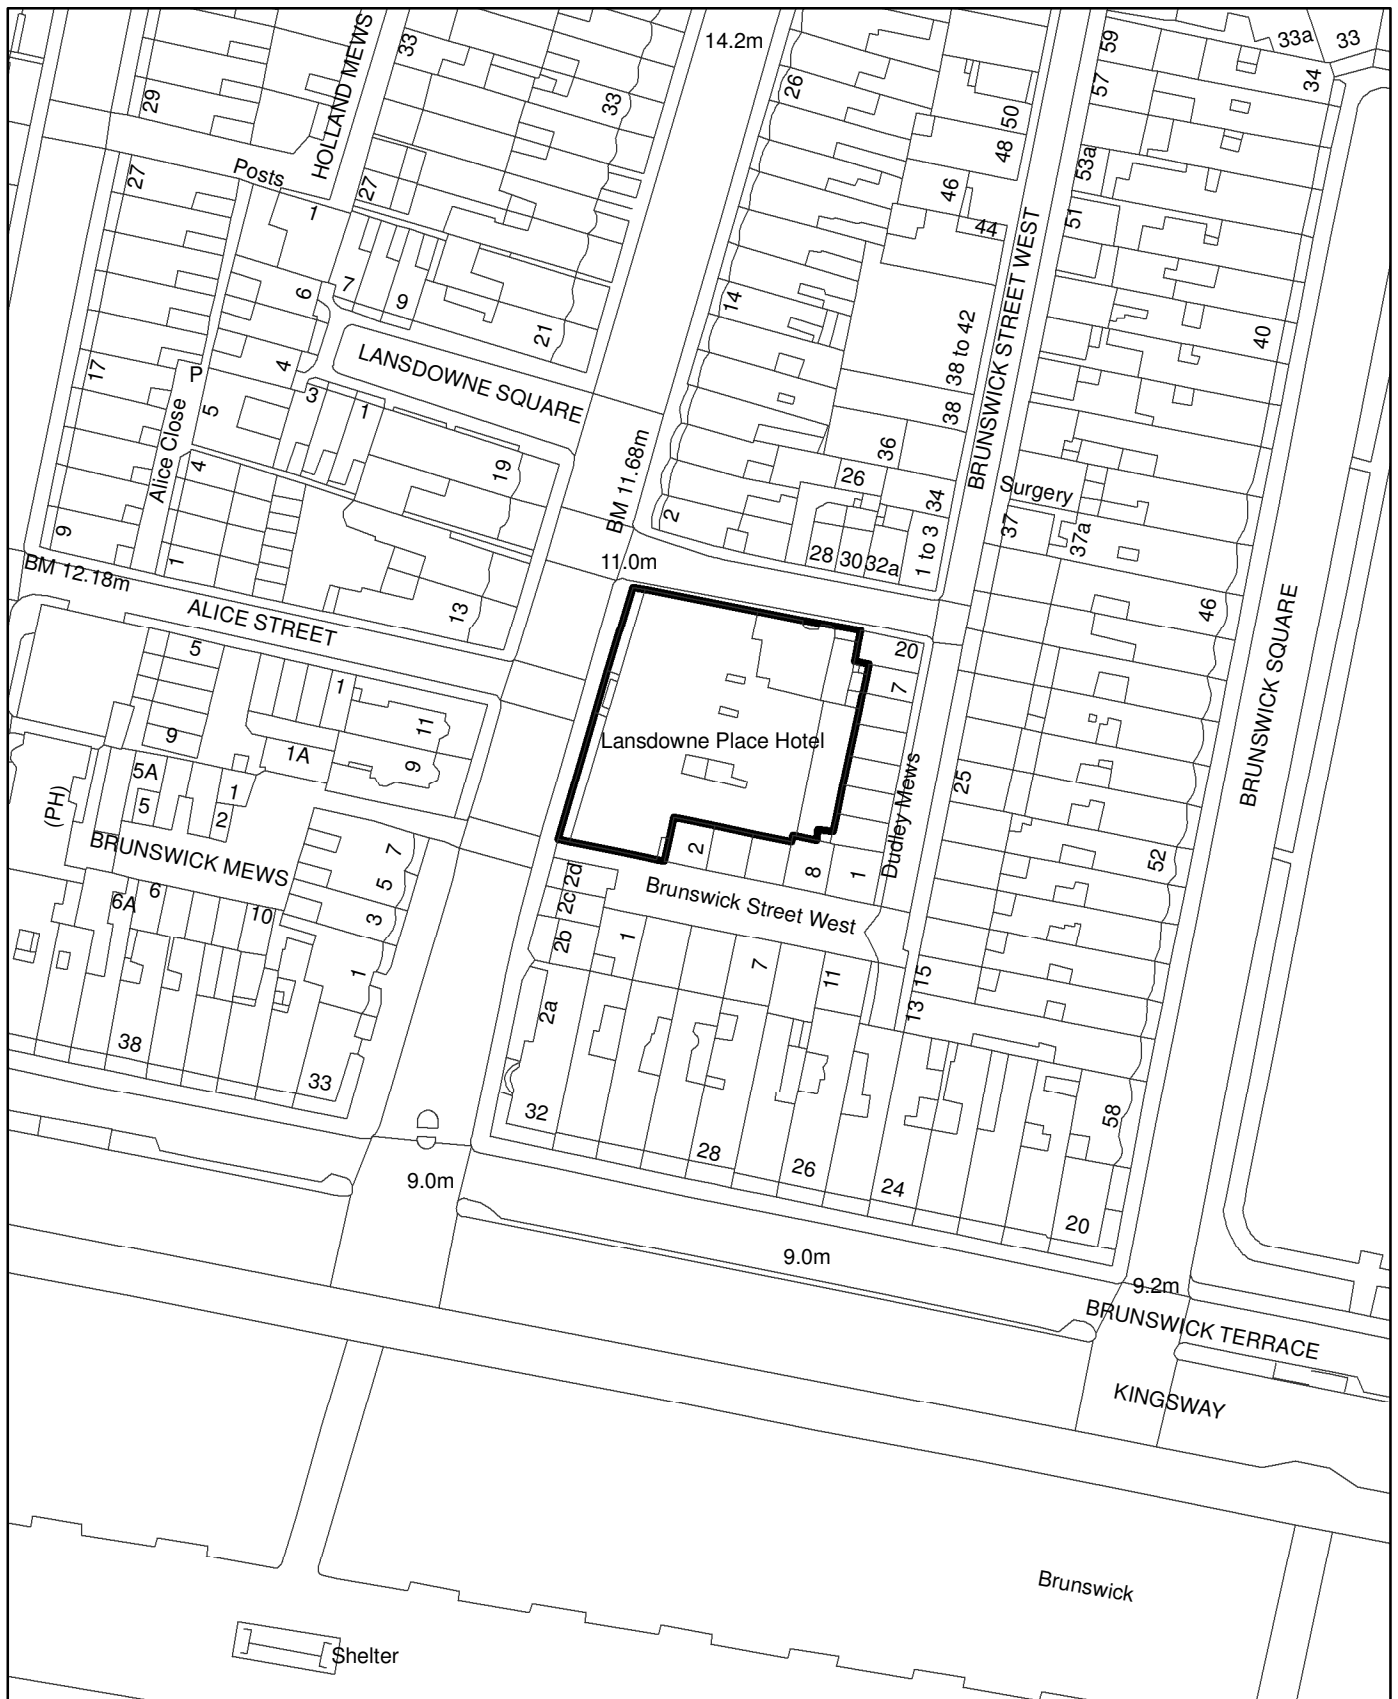 HOLLAND MEWS
33
14.2m
59
33a
33
34
29
33
26
57
50
48
53a
Posts
27
27
1
46
44
51
BRUNSWICK STREET WEST
6
7
9
14
21
40
38 to 42
LANSDOWNE SQUARE
17
P
4
3
1
5
38
Alice Close
BM 11.68m
36
4
19
26
34
Surgery
2
9
1
37
37a
28
30
32a
1 to 3
11.0m
BM 12.18m
ALICE STREET
13
46
BRUNSWICK SQUARE
5
20
1
7
11
9
Lansdowne Place Hotel
1A
9
5A
1
5
2
(PH)
25
Dudley Mews
BRUNSWICK MEWS
7
2
52
5
2d
8
1
6
6A
10
3
2c
Brunswick Street West
2b
1
7
11
15
1
2a
13
38
33
32
58
28
26
24
20
9.0m
9.0m
9.2m
BRUNSWICK TERRACE
KINGSWAY
Brunswick
Shelter